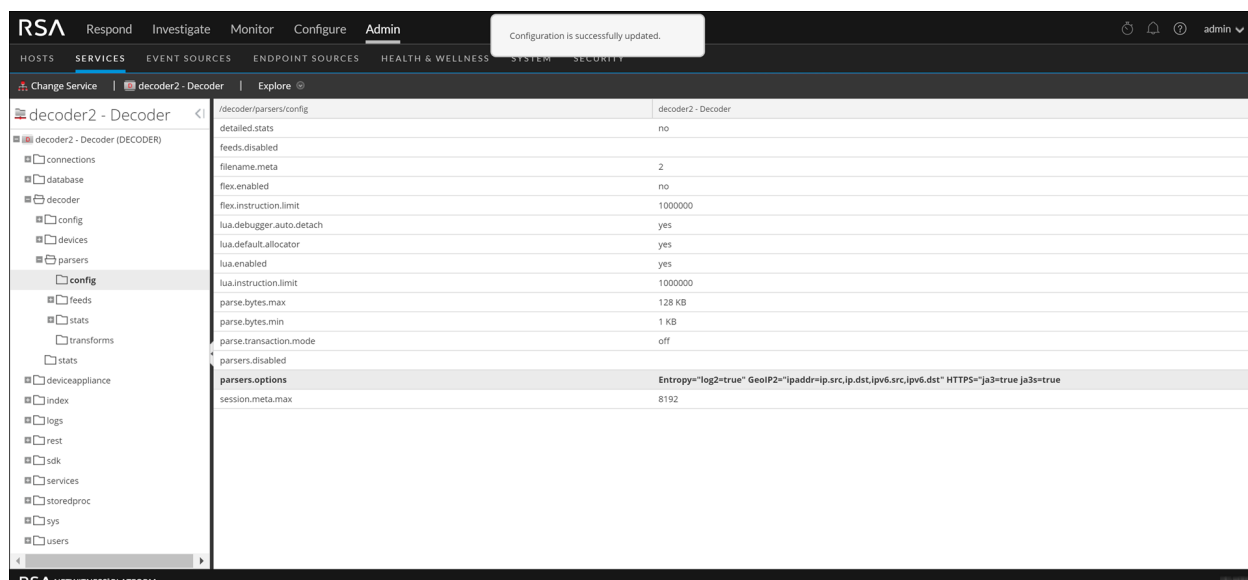 RSA Respond Investigate Monitor Configure Admin Configuration is successfully updated. admin
HOSTS SERVICES EVENT SOURCES ENDPOINT SOURCES HEALTH & WELLNESS SYSTEM SECURITY
Change Service | decoder2 - Decoder | Explore
decoder2 - Decoder
decoder2 - Decoder (DECODER)
connections
database
decoder
config
devices
parsers
config
feeds
stats
transforms
stats
deviceappliance
index
logs
rest
sdk
services
storedproc
sys
users
/decoder/parsers/config decoder2 - Decoder
detailed.stats no
feeds.disabled
filename.meta 2
flex.enabled no
flex.instruction.limit 1000000
lua.debugger.auto.detach yes
lua.default.allocator yes
lua.enabled yes
lua.instruction.limit 1000000
parse.bytes.max 128 KB
parse.bytes.min 1 KB
parse.transaction.mode off
parsers.disabled
parsers.options Entropy="log2=true" GeoIP2="ipaddr=ip.src,ip.dst,ipv6.src,ipv6.dst" HTTPS="ja3=true ja3s=true
session.meta.max 8192
RSA NETWITNESS PLATFORM